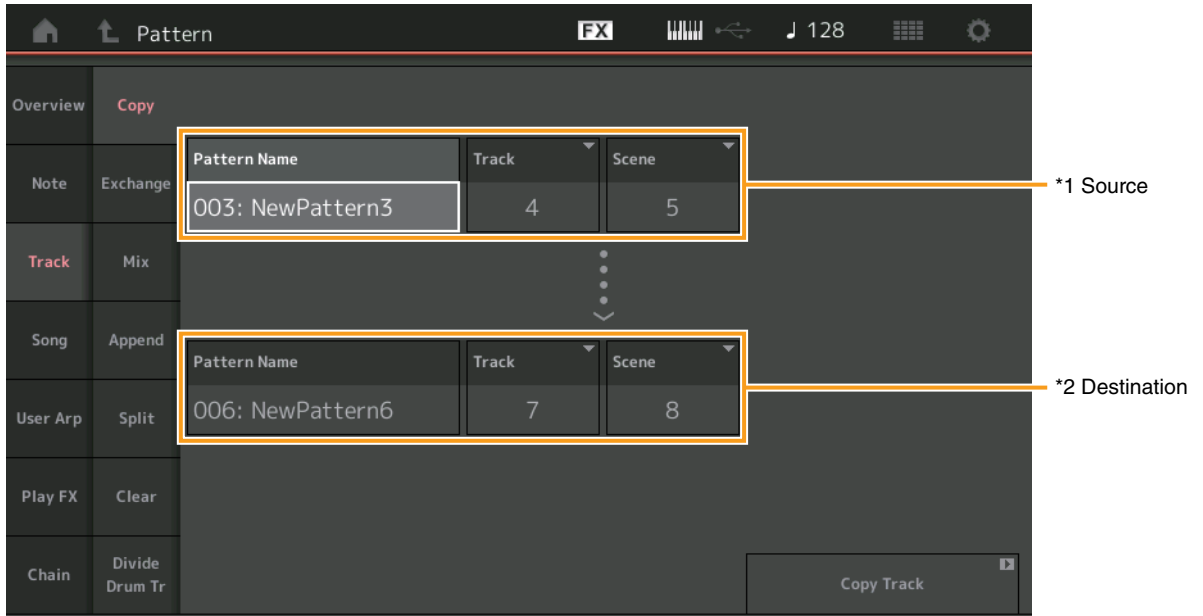 Pattern FX ♩ 128
Overview Copy
Pattern Name Track Scene
Note Exchange
003: NewPattern3 4 5
*1 Source
Track Mix
Song Append
Pattern Name Track Scene
*2 Destination
User Arp Split
006: NewPattern6 7 8
Play FX Clear
Chain Divide
Drum Tr
Copy Track